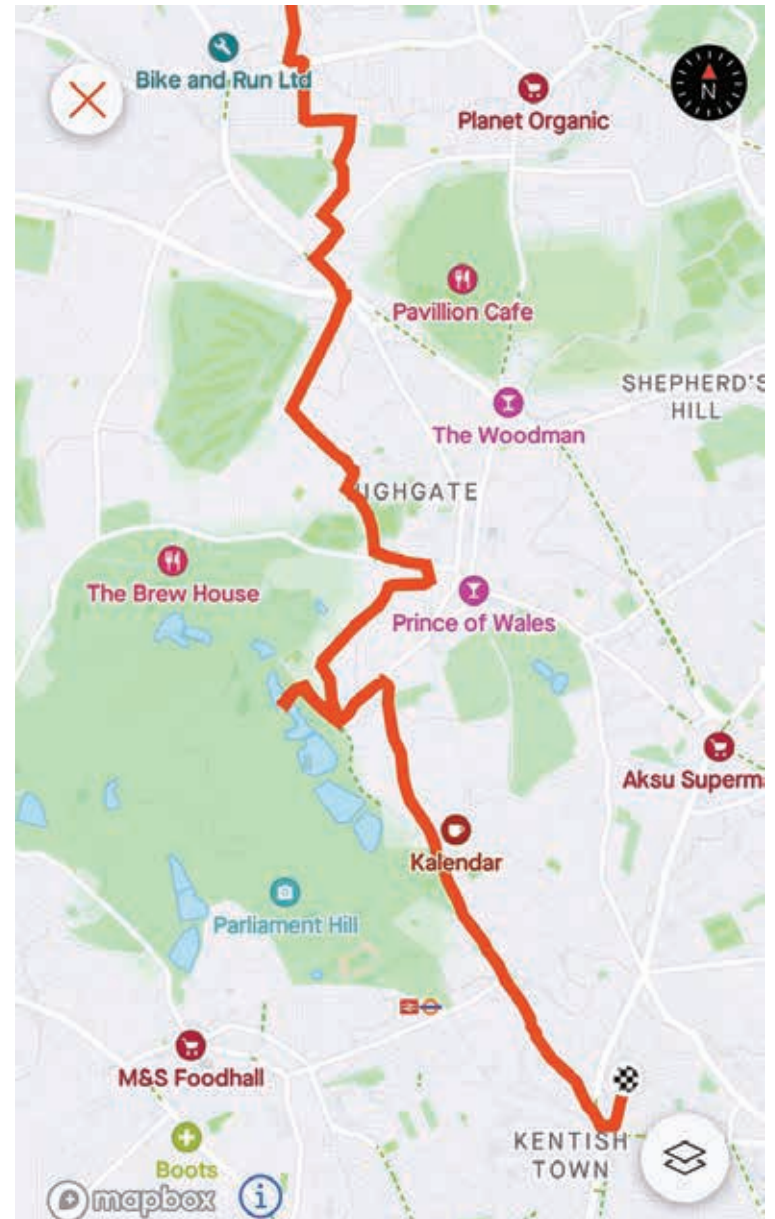 Bike and Run Ltd
Planet Organic
N
Pavillion Cafe
SHEPHERD'S
HILL
The Woodman
HIGHGATE
The Brew House
Prince of Wales
Aksu Superma
Kalendar
Parliament Hill
M&S Foodhall
KENTISH
TOWN
Boots
mapbox
i